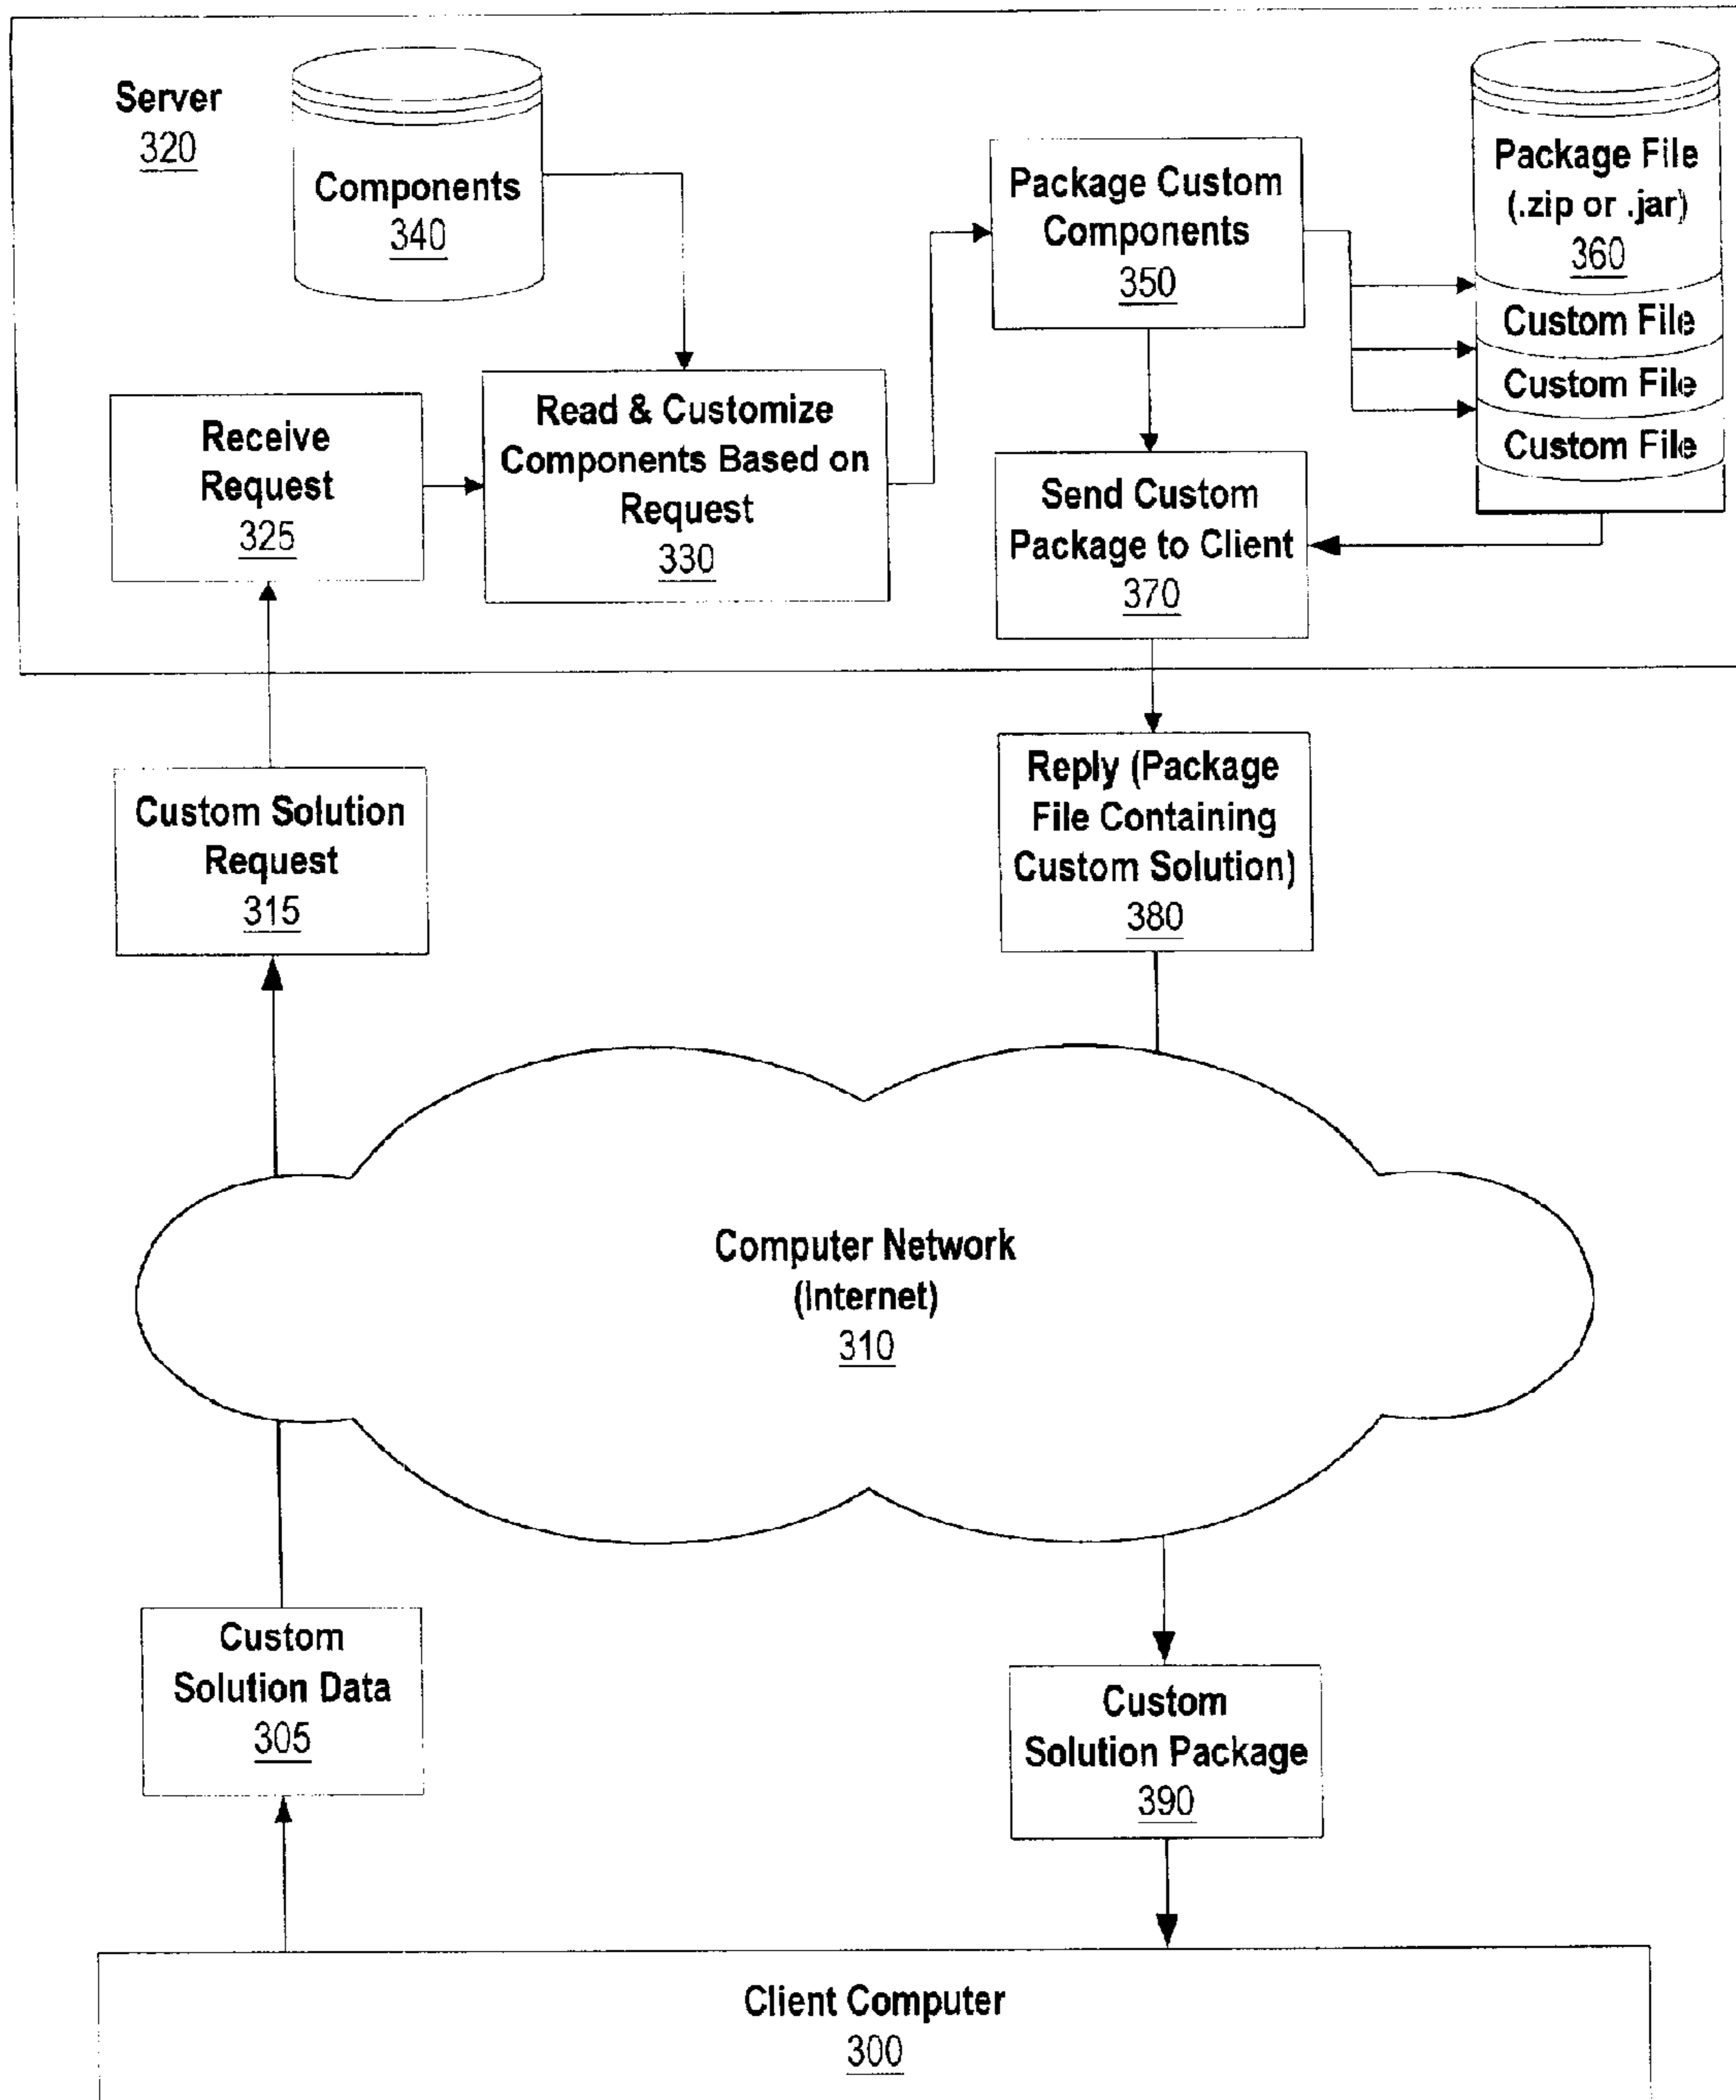 Server
320
Components
340
Package Custom
Components
350
Package File
(.zip or .jar)
360
Custom File
Custom File
Custom File
Receive
Request
325
Read & Customize
Components Based on
Request
330
Send Custom
Package to Client
370
Custom Solution
Request
315
Reply (Package
File Containing
Custom Solution)
380
Computer Network
(Internet)
310
Custom
Solution Data
305
Custom
Solution Package
390
Client Computer
300